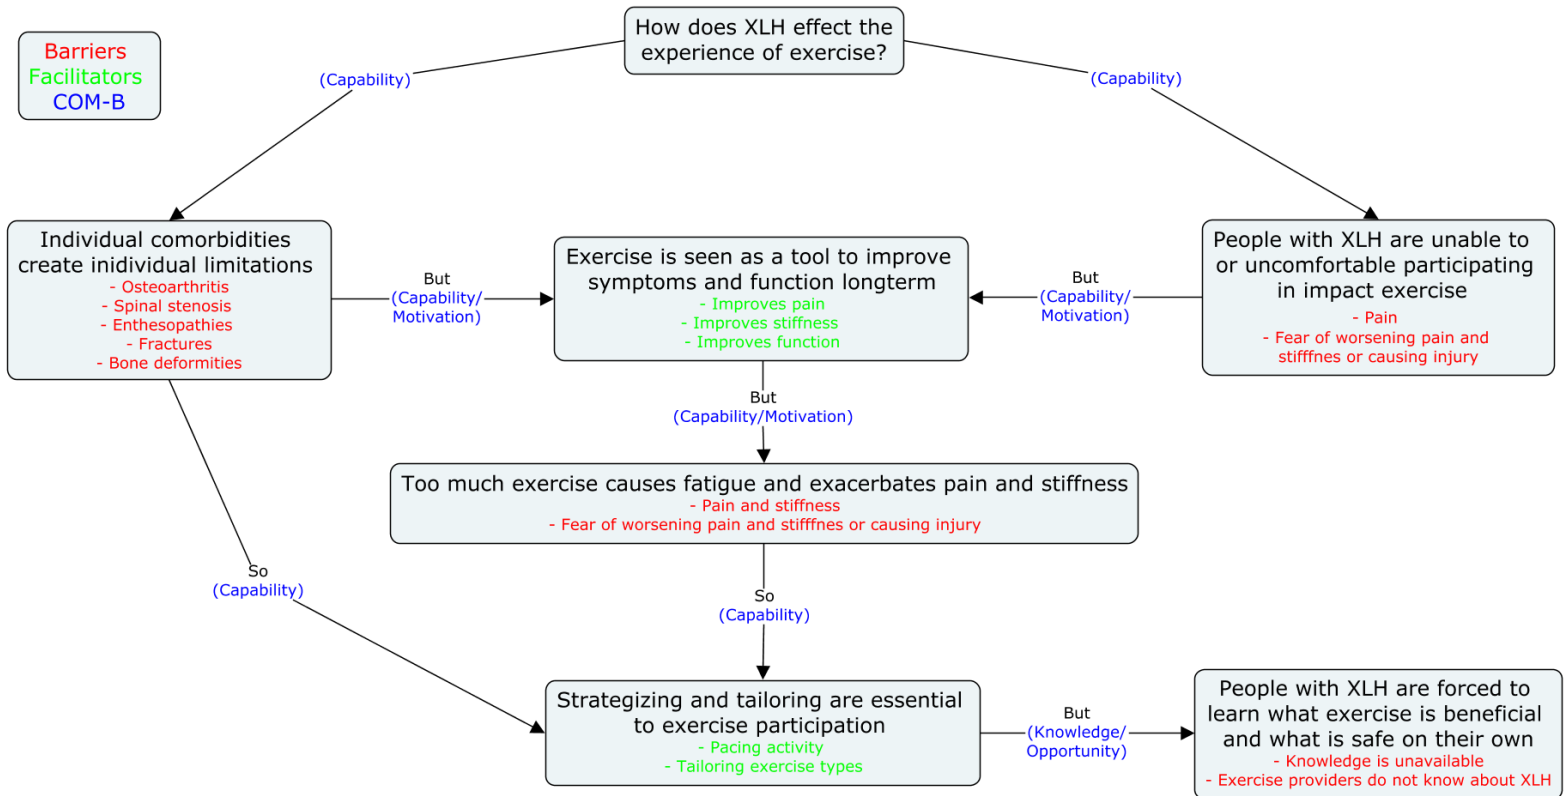 How does XLH effect the
experience of exercise?
Barriers
Facilitators
COM-B
(Capability)
(Capability)
Individual comorbidities
create inidividual limitations
- Osteoarthritis
- Spinal stenosis
- Enthesopathies
- Fractures
- Bone deformities
But
(Capability/
Motivation)
Exercise is seen as a tool to improve
symptoms and function longterm
- Improves pain
- Improves stiffness
- Improves function
But
(Capability/
Motivation)
People with XLH are unable to
or uncomfortable participating
in impact exercise
- Pain
- Fear of worsening pain and
stifffnes or causing injury
But
(Capability/Motivation)
Too much exercise causes fatigue and exacerbates pain and stiffness
- Pain and stiffness
- Fear of worsening pain and stifffnes or causing injury
So
(Capability)
So
(Capability)
Strategizing and tailoring are essential
to exercise participation
- Pacing activity
- Tailoring exercise types
But
(Knowledge/
Opportunity)
People with XLH are forced to
learn what exercise is beneficial
and what is safe on their own
- Knowledge is unavailable
- Exercise providers do not know about XLH